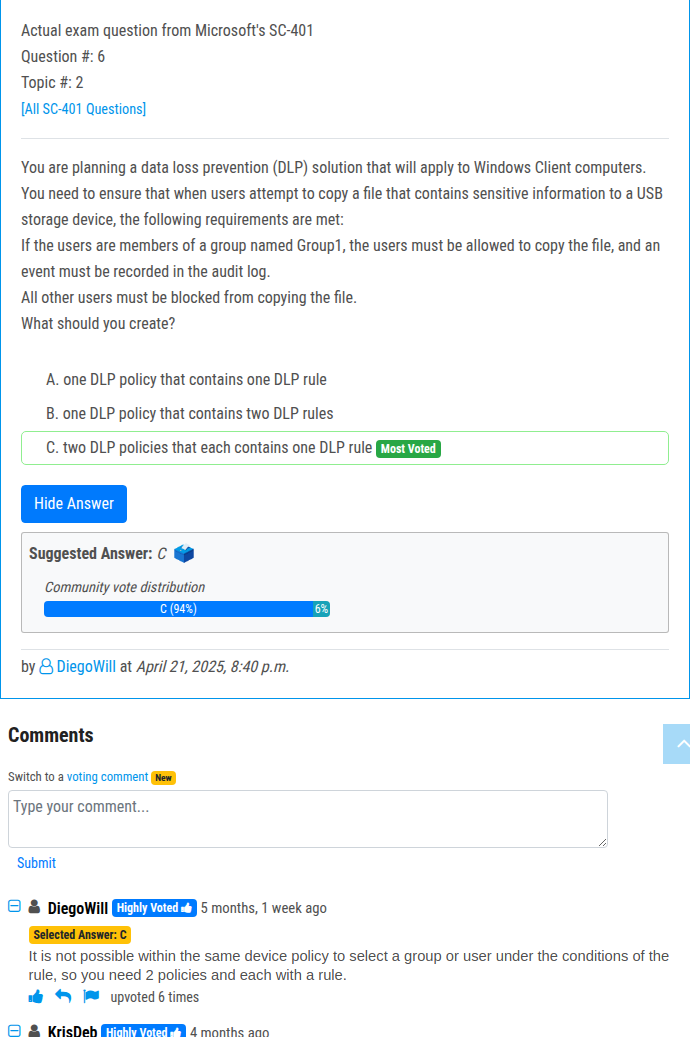 Actual exam question from Microsoft's SC-401
Question #: 6
Topic #: 2
[All SC-401 Questions]
You are planning a data loss prevention (DLP) solution that will apply to Windows Client computers.
You need to ensure that when users attempt to copy a file that contains sensitive information to a USB
storage device, the following requirements are met:
If the users are members of a group named Group1, the users must be allowed to copy the file, and an
event must be recorded in the audit log.
All other users must be blocked from copying the file.
What should you create?
A. one DLP policy that contains one DLP rule
B. one DLP policy that contains two DLP rules
C. two DLP policies that each contains one DLP rule Most Voted
Hide Answer
Suggested Answer: C
Community vote distribution
C (94%) 6%
by DiegoWill at April 21, 2025, 8:40 p.m.
Comments
Switch to a voting comment New
Type your comment...
Submit
DiegoWill Highly Voted 5 months, 1 week ago
Selected Answer: C
It is not possible within the same device policy to select a group or user under the conditions of the
rule, so you need 2 policies and each with a rule.
upvoted 6 times
KrisDeb Highly Voted 4 months ago